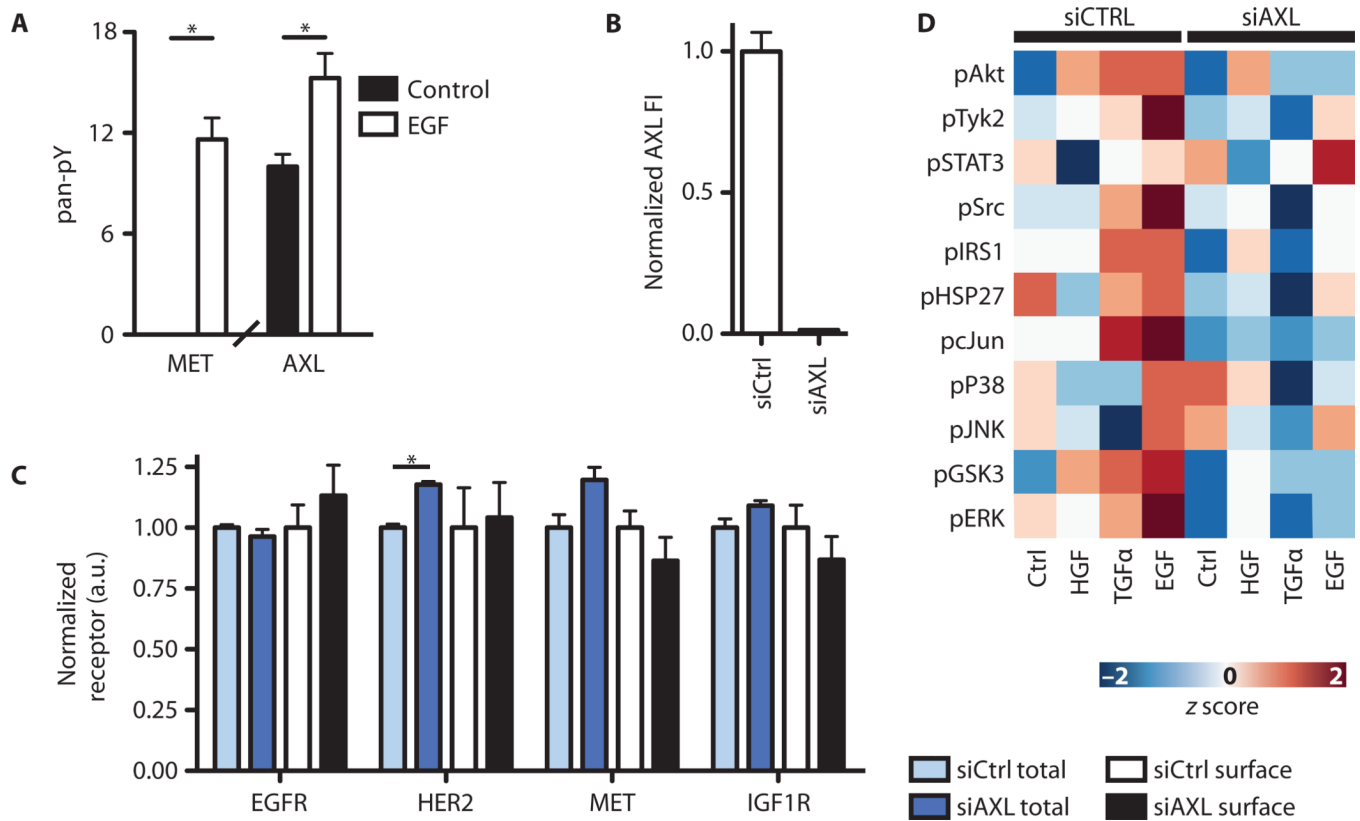 A
*
*
18
12
6
0
pan-pY
MET
AXL
Control
EGF
B
1.0
0.5
0.0
Normalized AXL FI
siCtrl
siAXL
C
*
1.25
1.00
0.75
0.50
0.25
0.00
Normalized
receptor (a.u.)
EGFR
HER2
MET
IGF1R
D
siCTRL
siAXL
pAkt
pTyk2
pSTAT3
pSrc
pIRS1
pHSP27
pcJun
pP38
pJNK
pGSK3
pERK
Ctrl
HGF
TGFα
EGF
Ctrl
HGF
TGFα
EGF
–2 0 2
z score
siCtrl total
siAXL total
siCtrl surface
siAXL surface